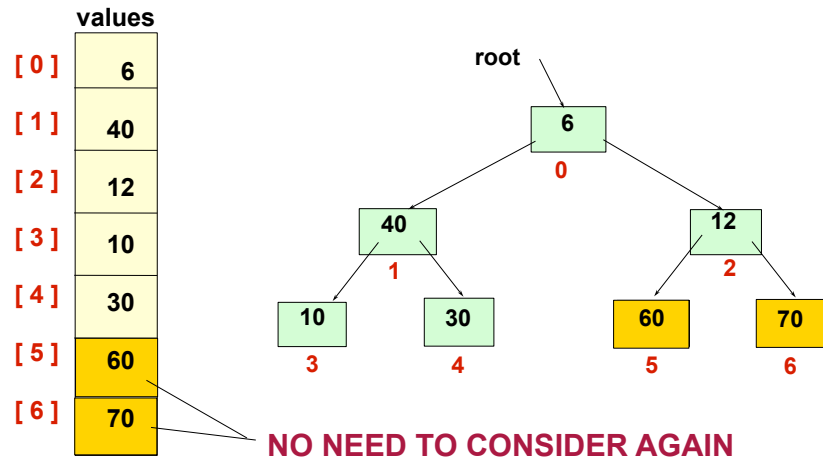 values
[ 0 ] 6
[ 1 ] 40
[ 2 ] 12
[ 3 ] 10
[ 4 ] 30
[ 5 ] 60
[ 6 ] 70
root
6
0
40 12
1 2
10 30 60 70
3 4 5 6
NO NEED TO CONSIDER AGAIN